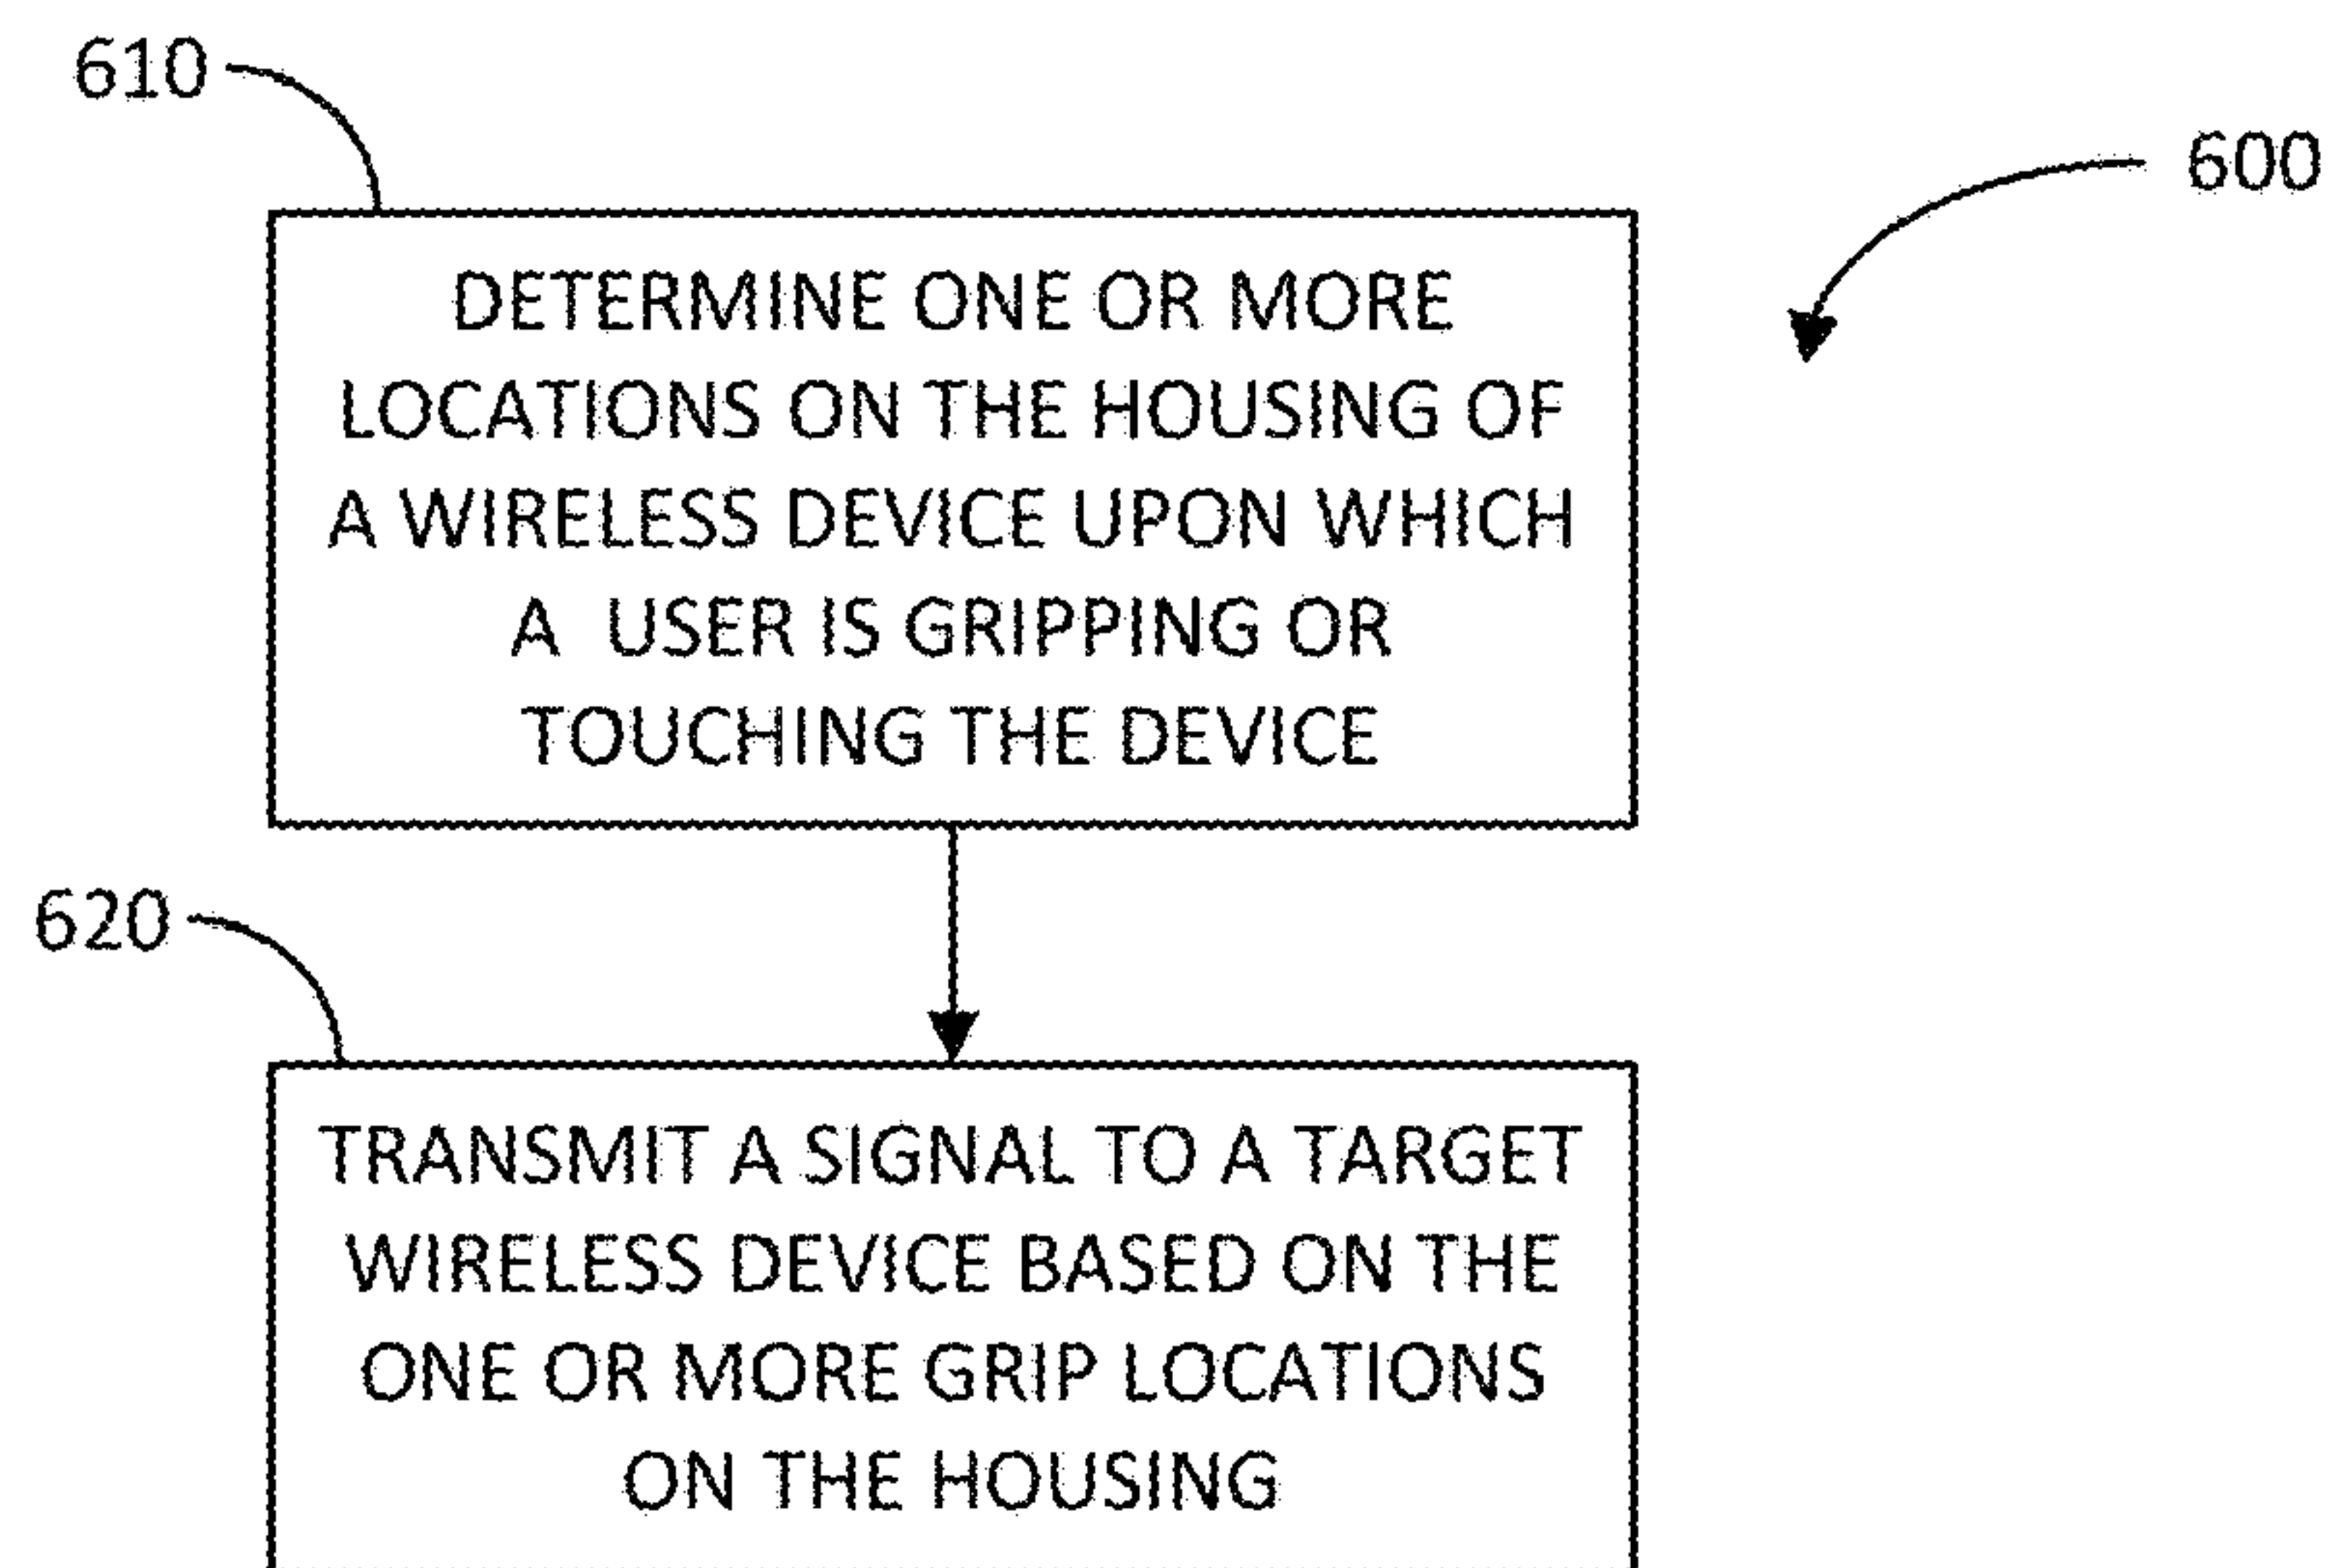 610
600
DETERMINE ONE OR MORE
LOCATIONS ON THE HOUSING OF
A WIRELESS DEVICE UPON WHICH
A  USER IS GRIPPING OR
TOUCHING THE DEVICE
620
TRANSMIT A SIGNAL TO A TARGET
WIRELESS DEVICE BASED ON THE
ONE OR MORE GRIP LOCATIONS
ON THE HOUSING